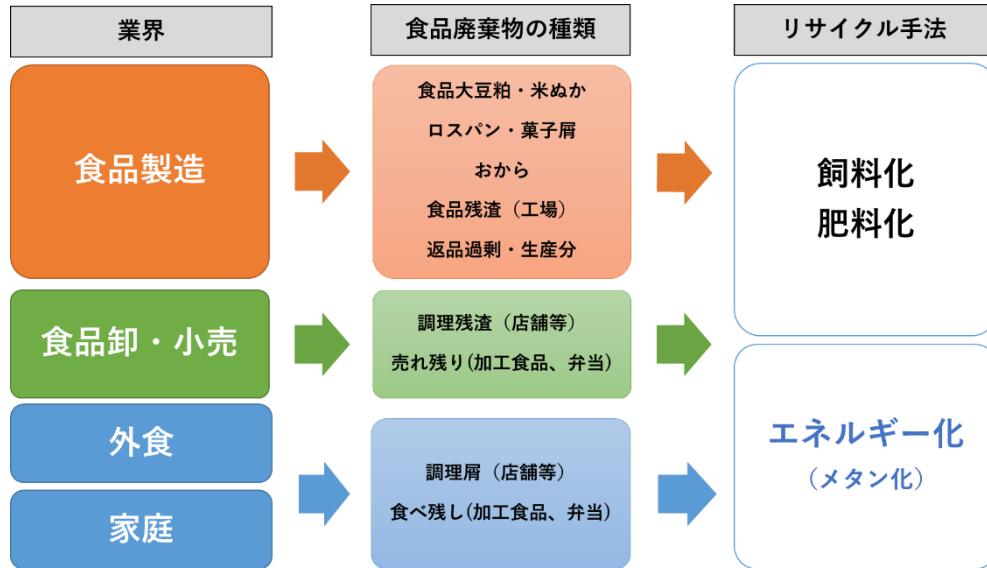 業界
食品廃棄物の種類
リサイクル手法
食品製造
食品大豆粕・米ぬか
ロスパン・菓子屑
おから
食品残渣（工場）
返品過剰・生産分
飼料化
肥料化
食品卸・小売
調理残渣（店舗等）
売れ残り(加工食品、弁当)
外食
家庭
調理屑（店舗等）
食べ残し(加工食品、弁当)
エネルギー化
（メタン化）